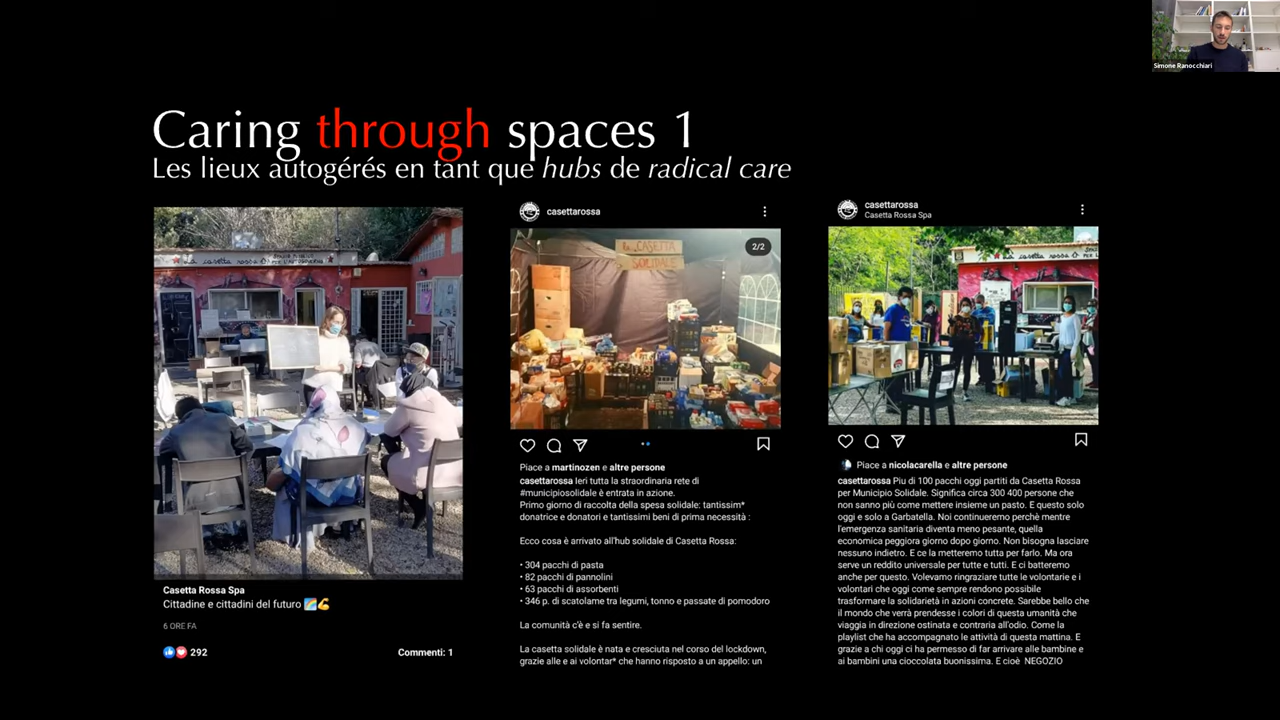 Simone Ranocchiari
Caring through spaces 1
Les lieux autogérés en tant que hubs de radical care
La casetta rossa
Casetta Rossa Spa
Cittadine e cittadini del futuro 🌈💪
6 ORE FA
292
Commenti: 1
casettarossa
2/2
CASETTA
SOLIDALE
Piace a martinozen e altre persone
casettarossa Ieri tutta la straordinaria rete di
#municipiosolidale è entrata in azione.
Primo giorno di raccolta della spesa solidale: tantissim*
donatrice e donatori e tantissimi beni di prima necessità :
Ecco cosa è arrivato all'hub solidale di Casetta Rossa:
• 304 pacchi di pasta
• 82 pacchi di pannolini
• 63 pacchi di assorbenti
• 346 p. di scatolame tra legumi, tonno e passate di pomodoro
La comunità c'è e si fa sentire.
La casetta solidale è nata e cresciuta nel corso del lockdown,
grazie alle e ai volontar* che hanno risposto a un appello: un
casettarossa
Casetta Rossa Spa
La casetta rossa
Piace a nicolacarella e altre persone
casettarossa Piu di 100 pacchi oggi partiti da Casetta Rossa
per Municipio Solidale. Significa circa 300 400 persone che
non sanno più come mettere insieme un pasto. E questo solo
oggi e solo a Garbatella. Noi continueremo perchè mentre
l'emergenza sanitaria diventa meno pesante, quella
economica peggiora giorno dopo giorno. Non bisogna lasciare
nessuno indietro. E ce la metteremo tutta per farlo. Ma ora
serve un reddito universale per tutte e tutti. E ci batteremo
anche per questo. Volevamo ringraziare tutte le volontarie e i
volontari che oggi come sempre rendono possibile
trasformare la solidarietà in azioni concrete. Sarebbe bello che
il mondo che verrà prendesse i colori di questa umanità che
viaggia in direzione ostinata e contraria all'odio. Come la
playlist che ha accompagnato le attività di questa mattina. E
grazie a chi oggi ci ha permesso di far arrivare alle bambine e
ai bambini una cioccolata buonissima. E cioè NEGOZIO